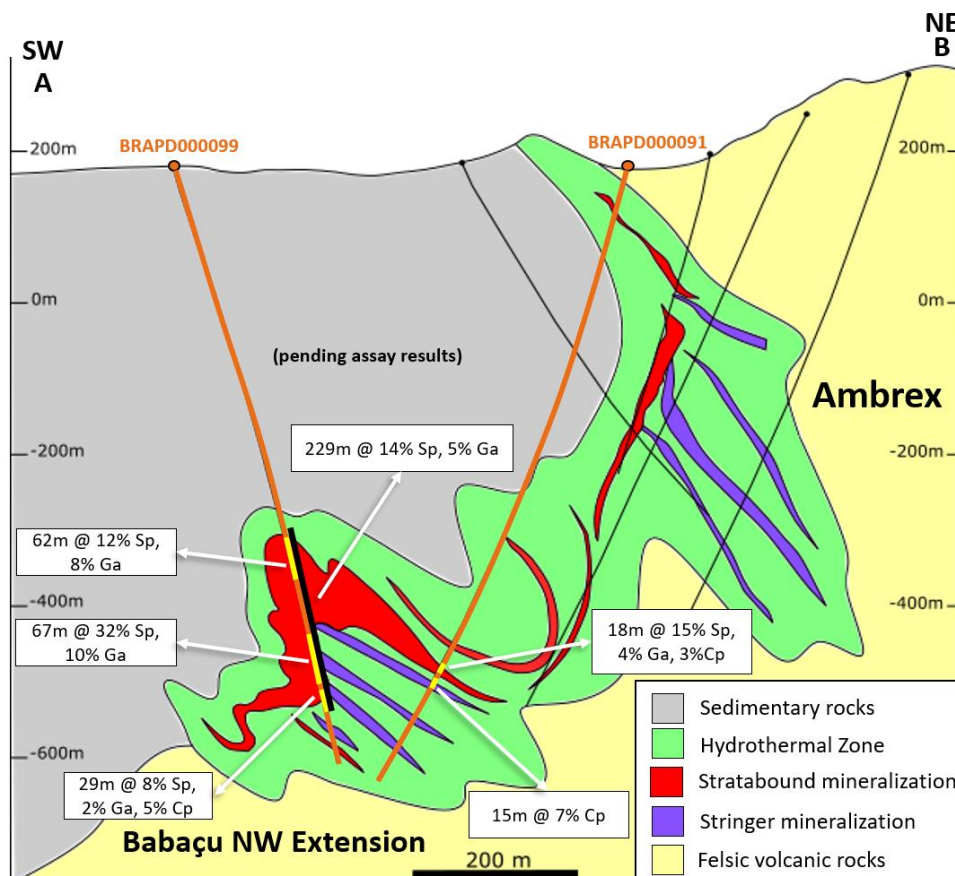 SW
A
NE
B
BRAPD000099
BRAPD000091
200m
200m
0m
0m
(pending assay results)
Ambrex
-200m
-200m
229m @ 14% Sp, 5% Ga
62m @ 12% Sp,
8% Ga
-400m
-400m
67m @ 32% Sp,
10% Ga
18m @ 15% Sp,
4% Ga, 3%Cp
-600m
29m @ 8% Sp,
2% Ga, 5% Cp
15m @ 7% Cp
Babaçu NW Extension
200 m
Sedimentary rocks
Hydrothermal Zone
Stratabound mineralization
Stringer mineralization
Felsic volcanic rocks